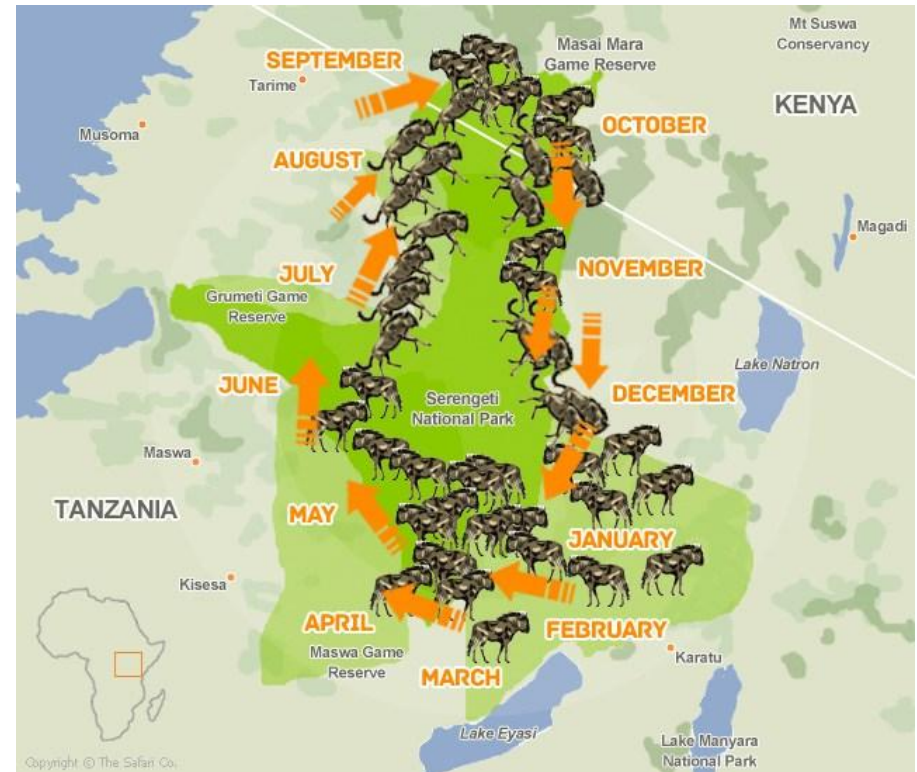 Mt Suswa
Conservancy
SEPTEMBER
Masai Mara
Game Reserve
Tarime
KENYA
OCTOBER
Musoma
AUGUST
Magadi
JULY
NOVEMBER
Grumeti Game
Reserve
Lake Natron
JUNE
DECEMBER
Serengeti
National Park
Maswa
TANZANIA
MAY
JANUARY
Kisesa
APRIL
FEBRUARY
Maswa Game
Reserve
Karatu
MARCH
Lake Eyasi
Lake Manyara
National Park
Copyright © The Safari Co.